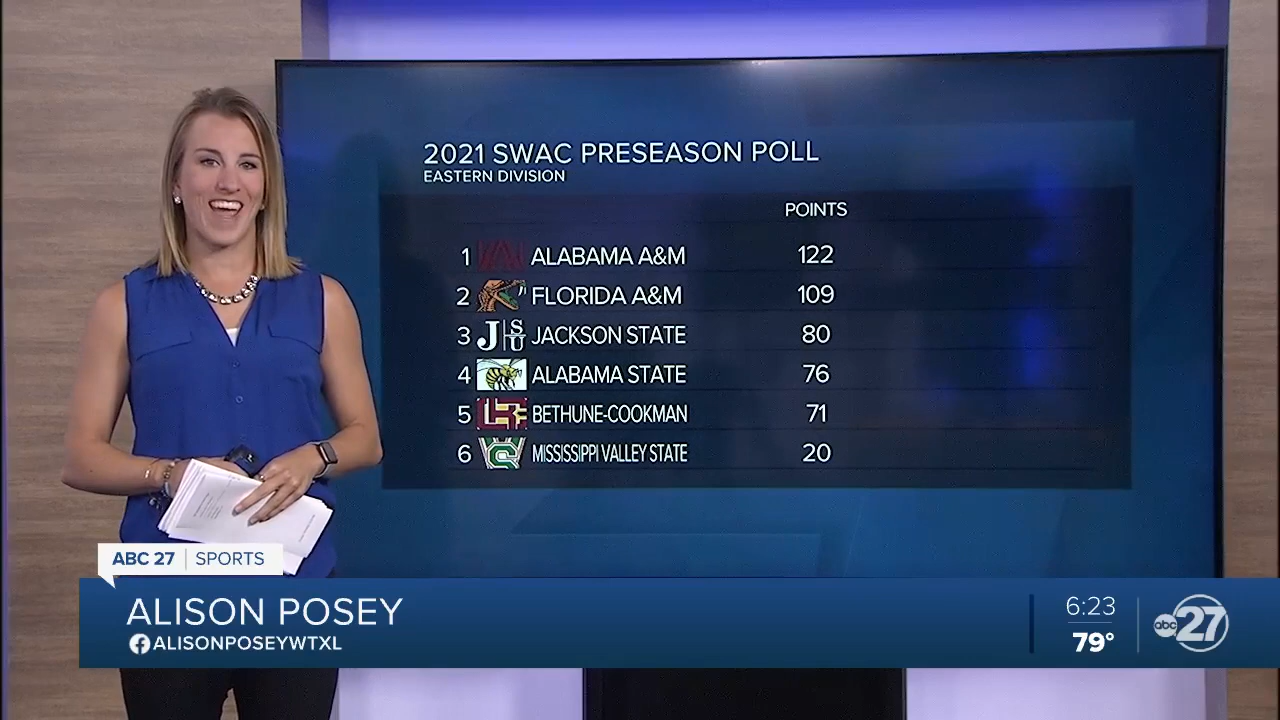 2021 SWAC PRESEASON POLL
EASTERN DIVISION
POINTS
1 ALABAMA A&M 122
2 FLORIDA A&M 109
3 JSU JACKSON STATE 80
4 ALABAMA STATE 76
5 BETHUNE-COOKMAN 71
6 MISSISSIPPI VALLEY STATE 20
ABC 27 | SPORTS
ALISON POSEY
ALISONPOSEYWTXL
6:23
79°
abc 27